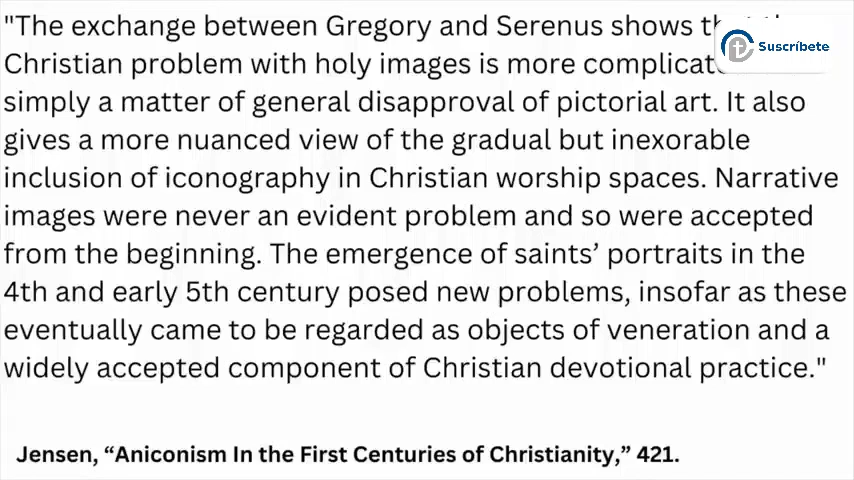 "The exchange between Gregory and Serenus shows
Suscríbete
Christian problem with holy images is more
simply a matter of general disapproval of pictorial art. It also
gives a more nuanced view of the gradual but inexorable
inclusion of iconography in Christian worship spaces. Narrative
images were never an evident problem and so were accepted
from the beginning. The emergence of saints’ portraits in the
4th and early 5th century posed new problems, insofar as these
eventually came to be regarded as objects of veneration and a
widely accepted component of Christian devotional practice."
Jensen, “Aniconism In the First Centuries of Christianity,” 421.